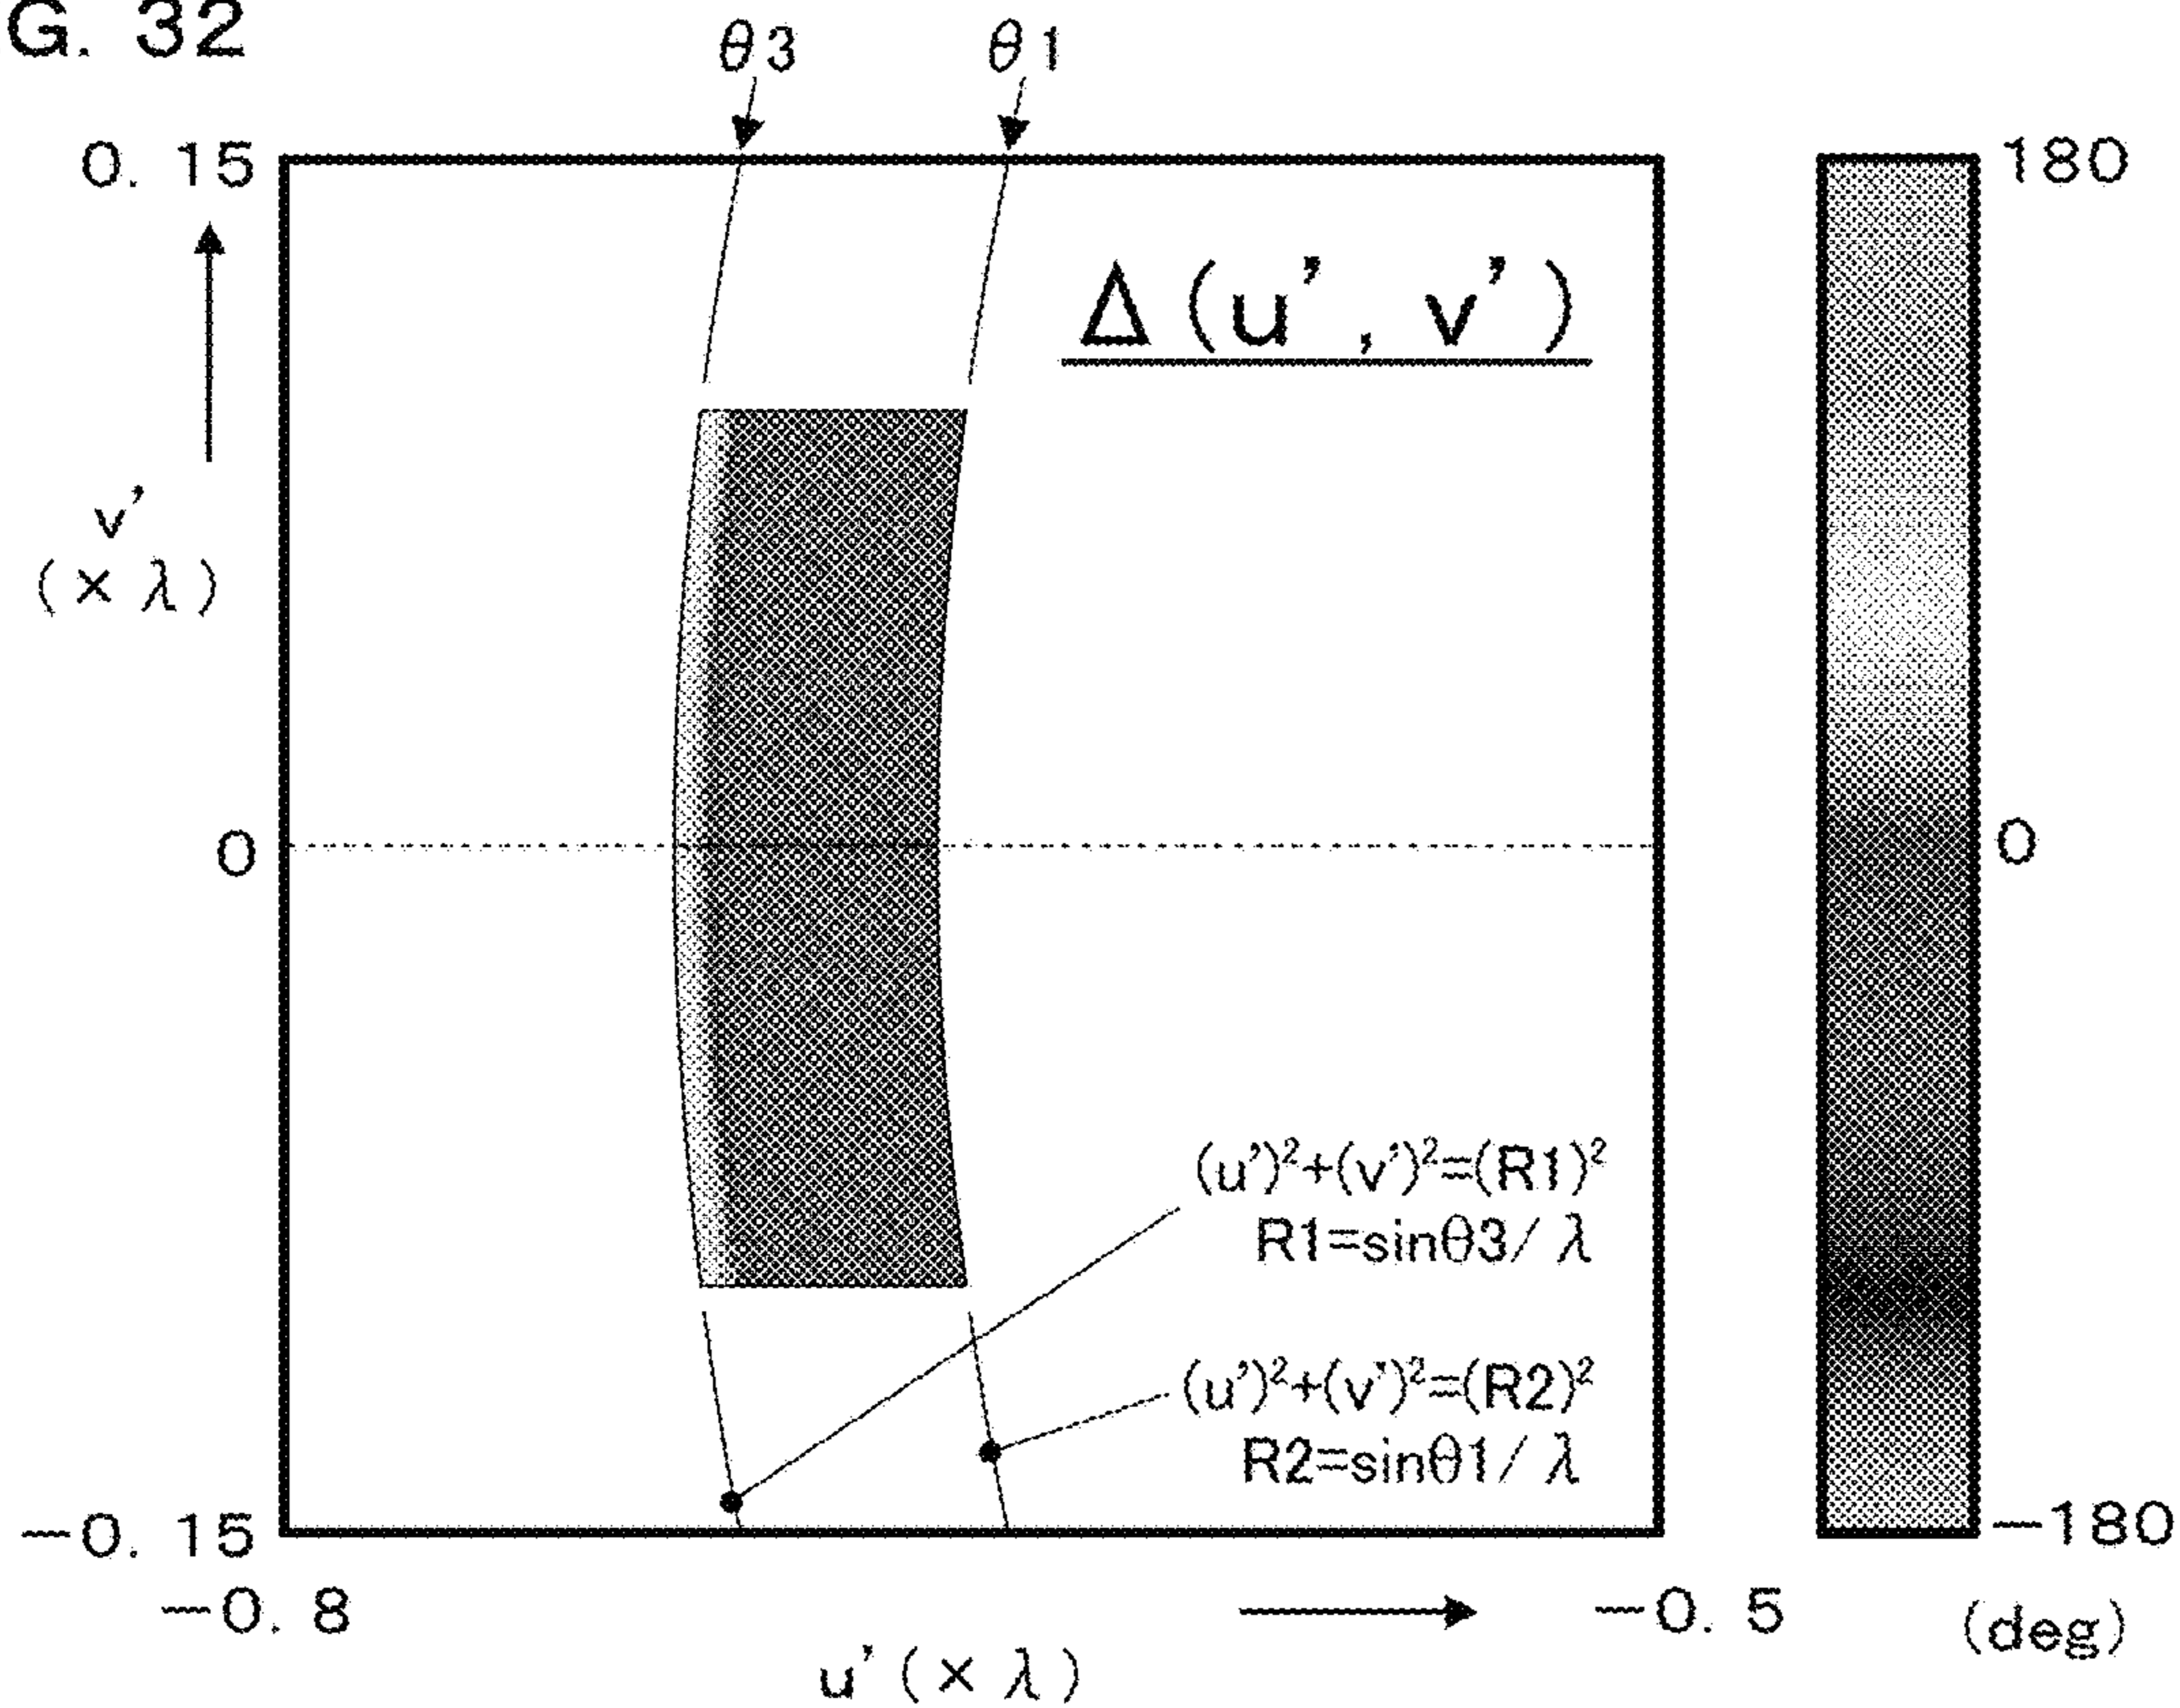 G. 32
θ3 θ1
0. 15
180
Δ (u', v')
v'
(× λ)
0
0
(u')²+(v')²=(R1)²
R1=sinθ3/ λ
(u')²+(v')²=(R2)²
R2=sinθ1/ λ
−0. 15
−180
−0. 8
−0. 5
(deg)
u' (× λ)